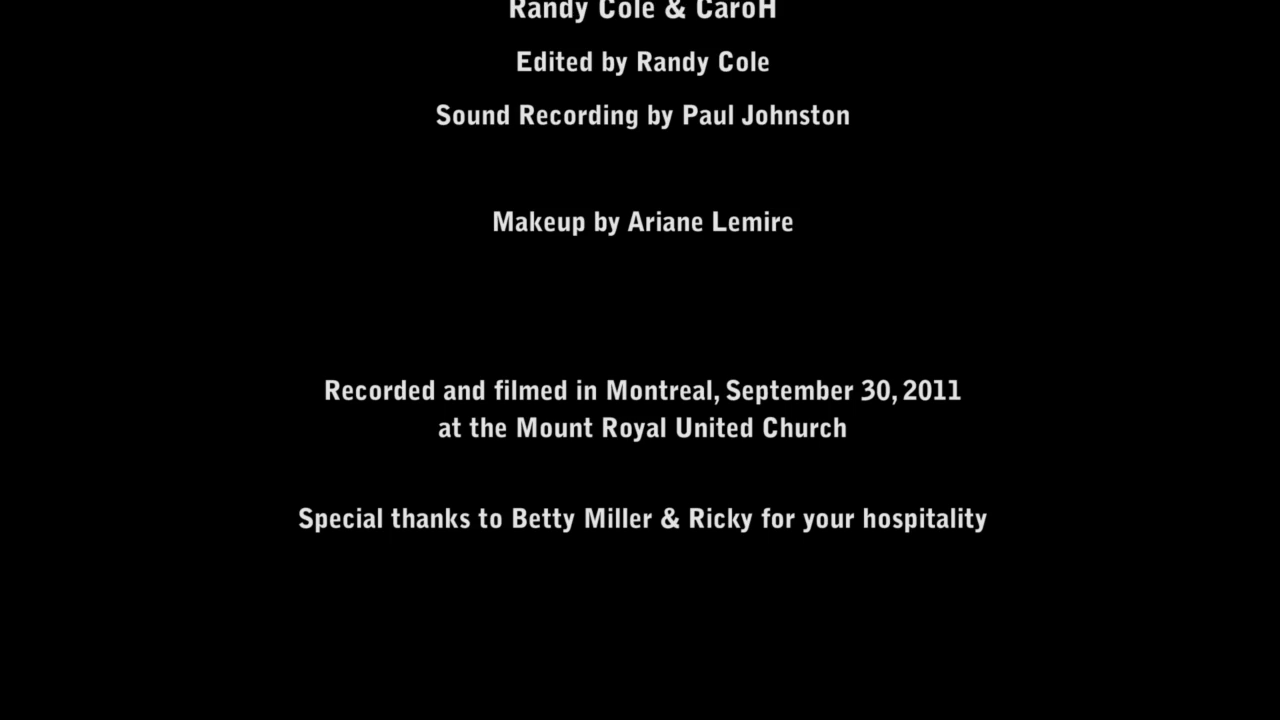 Randy Cole & CaroH
Edited by Randy Cole
Sound Recording by Paul Johnston
Makeup by Ariane Lemire
Recorded and filmed in Montreal, September 30, 2011
at the Mount Royal United Church
Special thanks to Betty Miller & Ricky for your hospitality